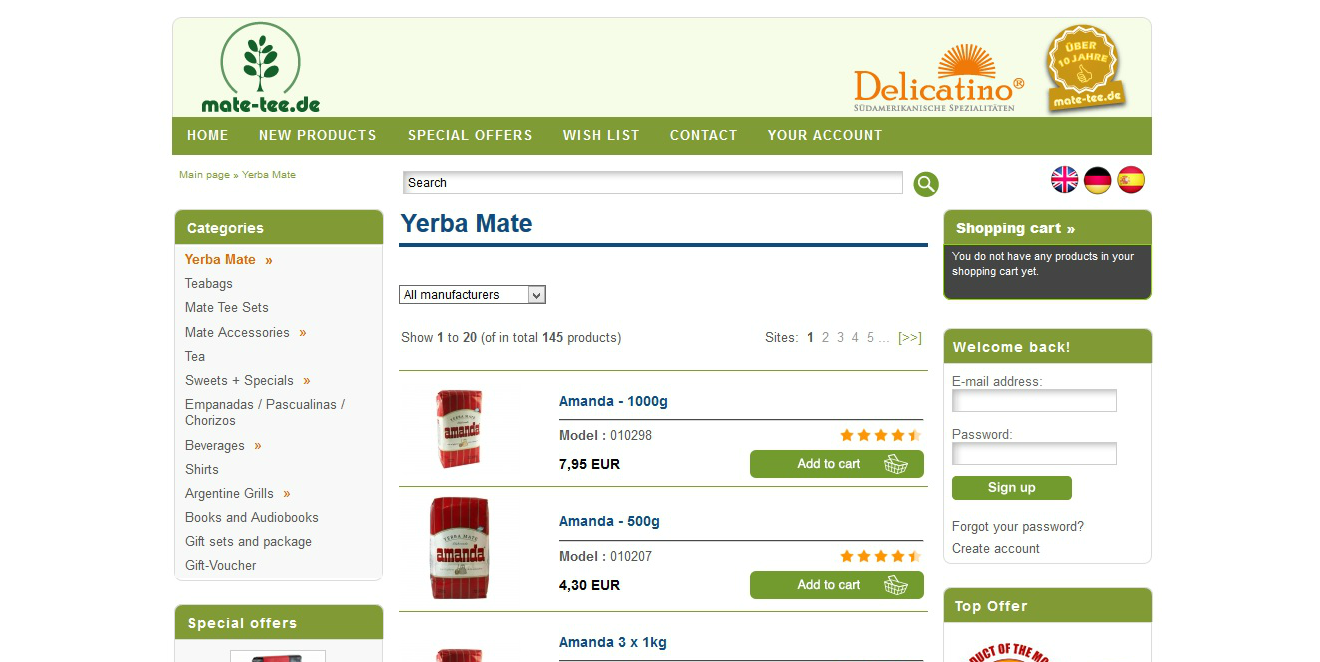 mate-tee.de
Delicatino®
SÜDAMERIKANISCHE SPEZIALITÄTEN
ÜBER
10 JAHRE
mate-tee.de
HOME NEW PRODUCTS SPECIAL OFFERS WISH LIST CONTACT YOUR ACCOUNT
Main page » Yerba Mate
Search
Categories
Yerba Mate »
Teabags
Mate Tee Sets
Mate Accessories »
Tea
Sweets + Specials »
Empanadas / Pascualinas /
Chorizos
Beverages »
Shirts
Argentine Grills »
Books and Audiobooks
Gift sets and package
Gift-Voucher
Special offers
Yerba Mate
All manufacturers
Show 1 to 20 (of in total 145 products)
Sites: 1 2 3 4 5 ... [>>]
YERBA MATE
amanda
Amanda - 1000g
Model : 010298
7,95 EUR
Add to cart
YERBA MATE
amanda
Amanda - 500g
Model : 010207
4,30 EUR
Add to cart
Amanda 3 x 1kg
Shopping cart »
You do not have any products in your
shopping cart yet.
Welcome back!
E-mail address:
Password:
Sign up
Forgot your password?
Create account
Top Offer